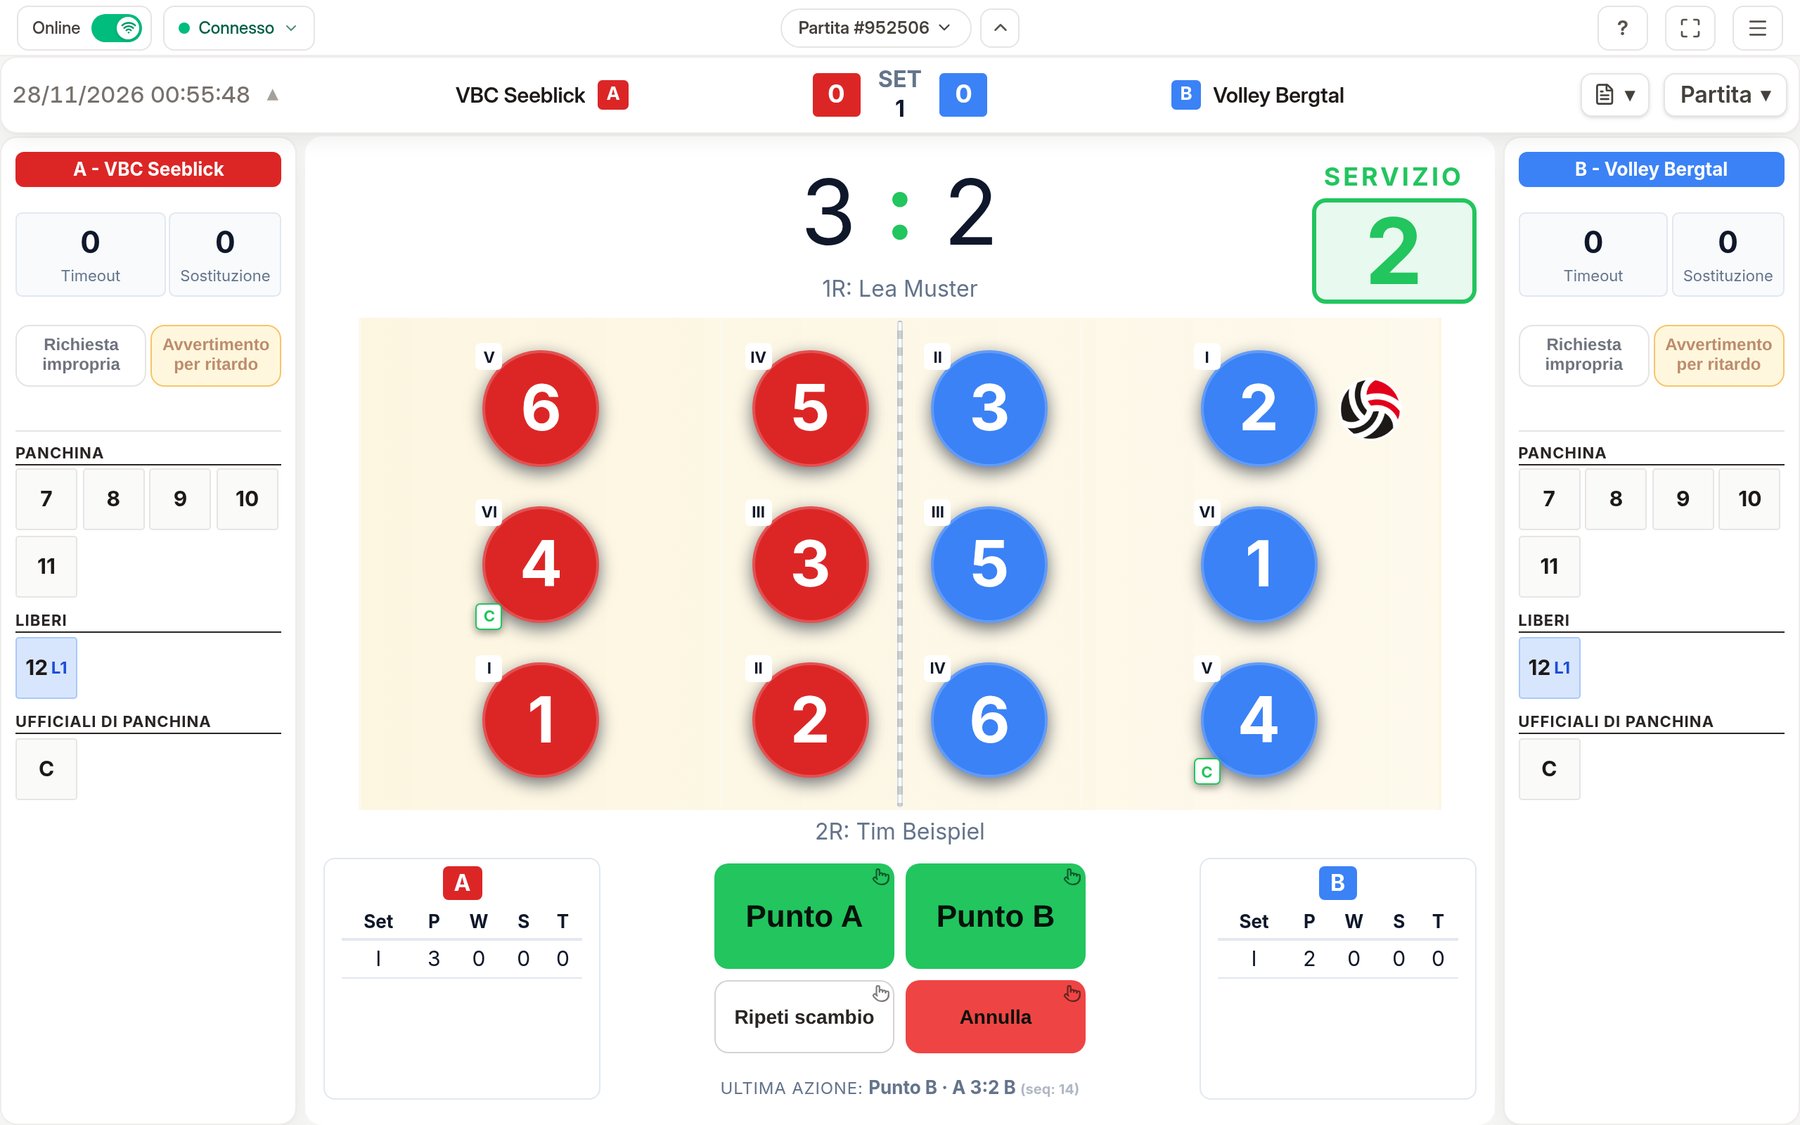 Online
Connesso
Partita #952506
?
28/11/2026 00:55:48 ▲
VBC Seeblick A
0 SET 0
1
B Volley Bergtal
▼
Partita ▼
A - VBC Seeblick
0
Timeout
0
Sostituzione
Richiesta
impropria
Avvertimento
per ritardo
PANCHINA
7 8 9 10
11
LIBERI
12 L1
UFFICIALI DI PANCHINA
C
3 : 2
SERVIZIO
2
1R: Lea Muster
V 6
IV 5
II 3
I 2
VI 4 C
III 3
III 5
VI 1
I 1
II 2
IV 6
V 4 C
2R: Tim Beispiel
A
Set P W S T
I 3 0 0 0
Punto A
Punto B
Ripeti scambio
Annulla
ULTIMA AZIONE: Punto B · A 3:2 B (seq: 14)
B
Set P W S T
I 2 0 0 0
B - Volley Bergtal
0
Timeout
0
Sostituzione
Richiesta
impropria
Avvertimento
per ritardo
PANCHINA
7 8 9 10
11
LIBERI
12 L1
UFFICIALI DI PANCHINA
C